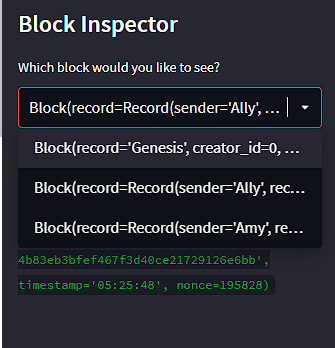 Block Inspector
Which block would you like to see?
Block(record=Record(sender='Ally', ...
Block(record='Genesis', creator_id=0, ...
Block(record=Record(sender='Ally', rec...
Block(record=Record(sender='Amy', re...
4b83eb3bfef467f3d40ce21729126e6bb',
timestamp='05:25:48', nonce=195828)